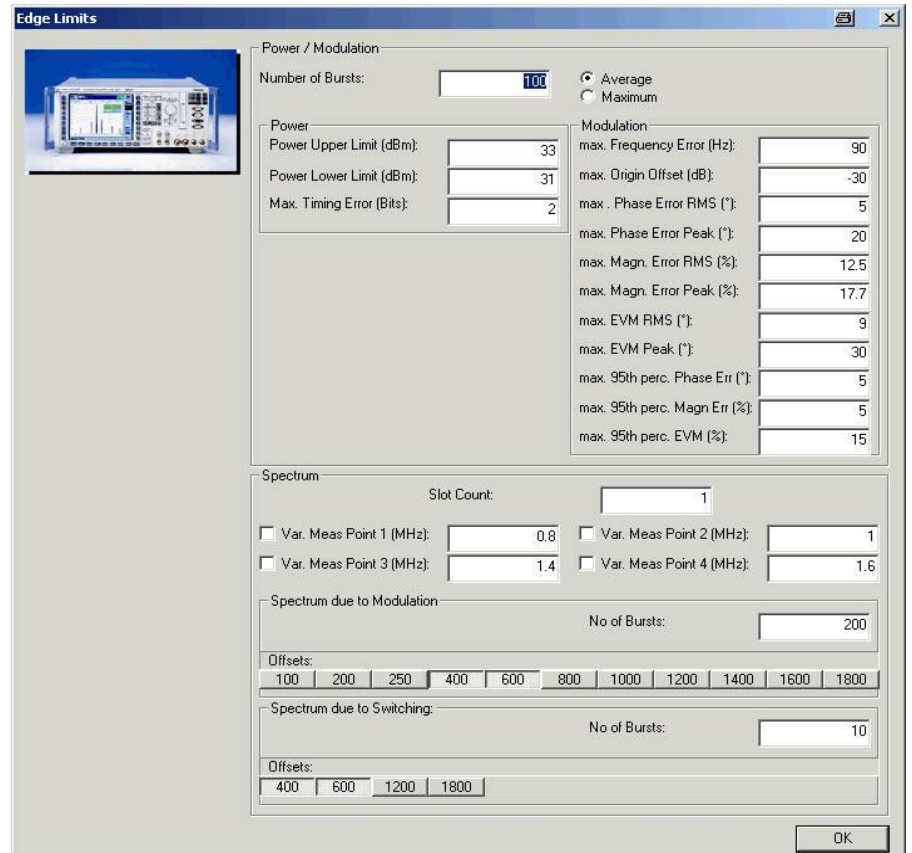 Edge Limits
Power / Modulation
Number of Bursts: 100
Average
Maximum
Power
Power Upper Limit (dBm): 33
Power Lower Limit (dBm): 31
Max. Timing Error (Bits): 2
Modulation
max. Frequency Error (Hz): 90
max. Origin Offset (dB): -30
max . Phase Error RMS (°): 5
max. Phase Error Peak (°): 20
max. Magn. Error RMS (%): 12.5
max. Magn. Error Peak (%): 17.7
max. EVM RMS (°): 9
max. EVM Peak (°): 30
max. 95th perc. Phase Err (°): 5
max. 95th perc. Magn Err (%): 5
max. 95th perc. EVM (%): 15
Spectrum
Slot Count: 1
Var. Meas Point 1 (MHz): 0.8 Var. Meas Point 2 (MHz): 1
Var. Meas Point 3 (MHz): 1.4 Var. Meas Point 4 (MHz): 1.6
Spectrum due to Modulation
No of Bursts: 200
Offsets:
100 200 250 400 600 800 1000 1200 1400 1600 1800
Spectrum due to Switching:
No of Bursts: 10
Offsets:
400 600 1200 1800
OK